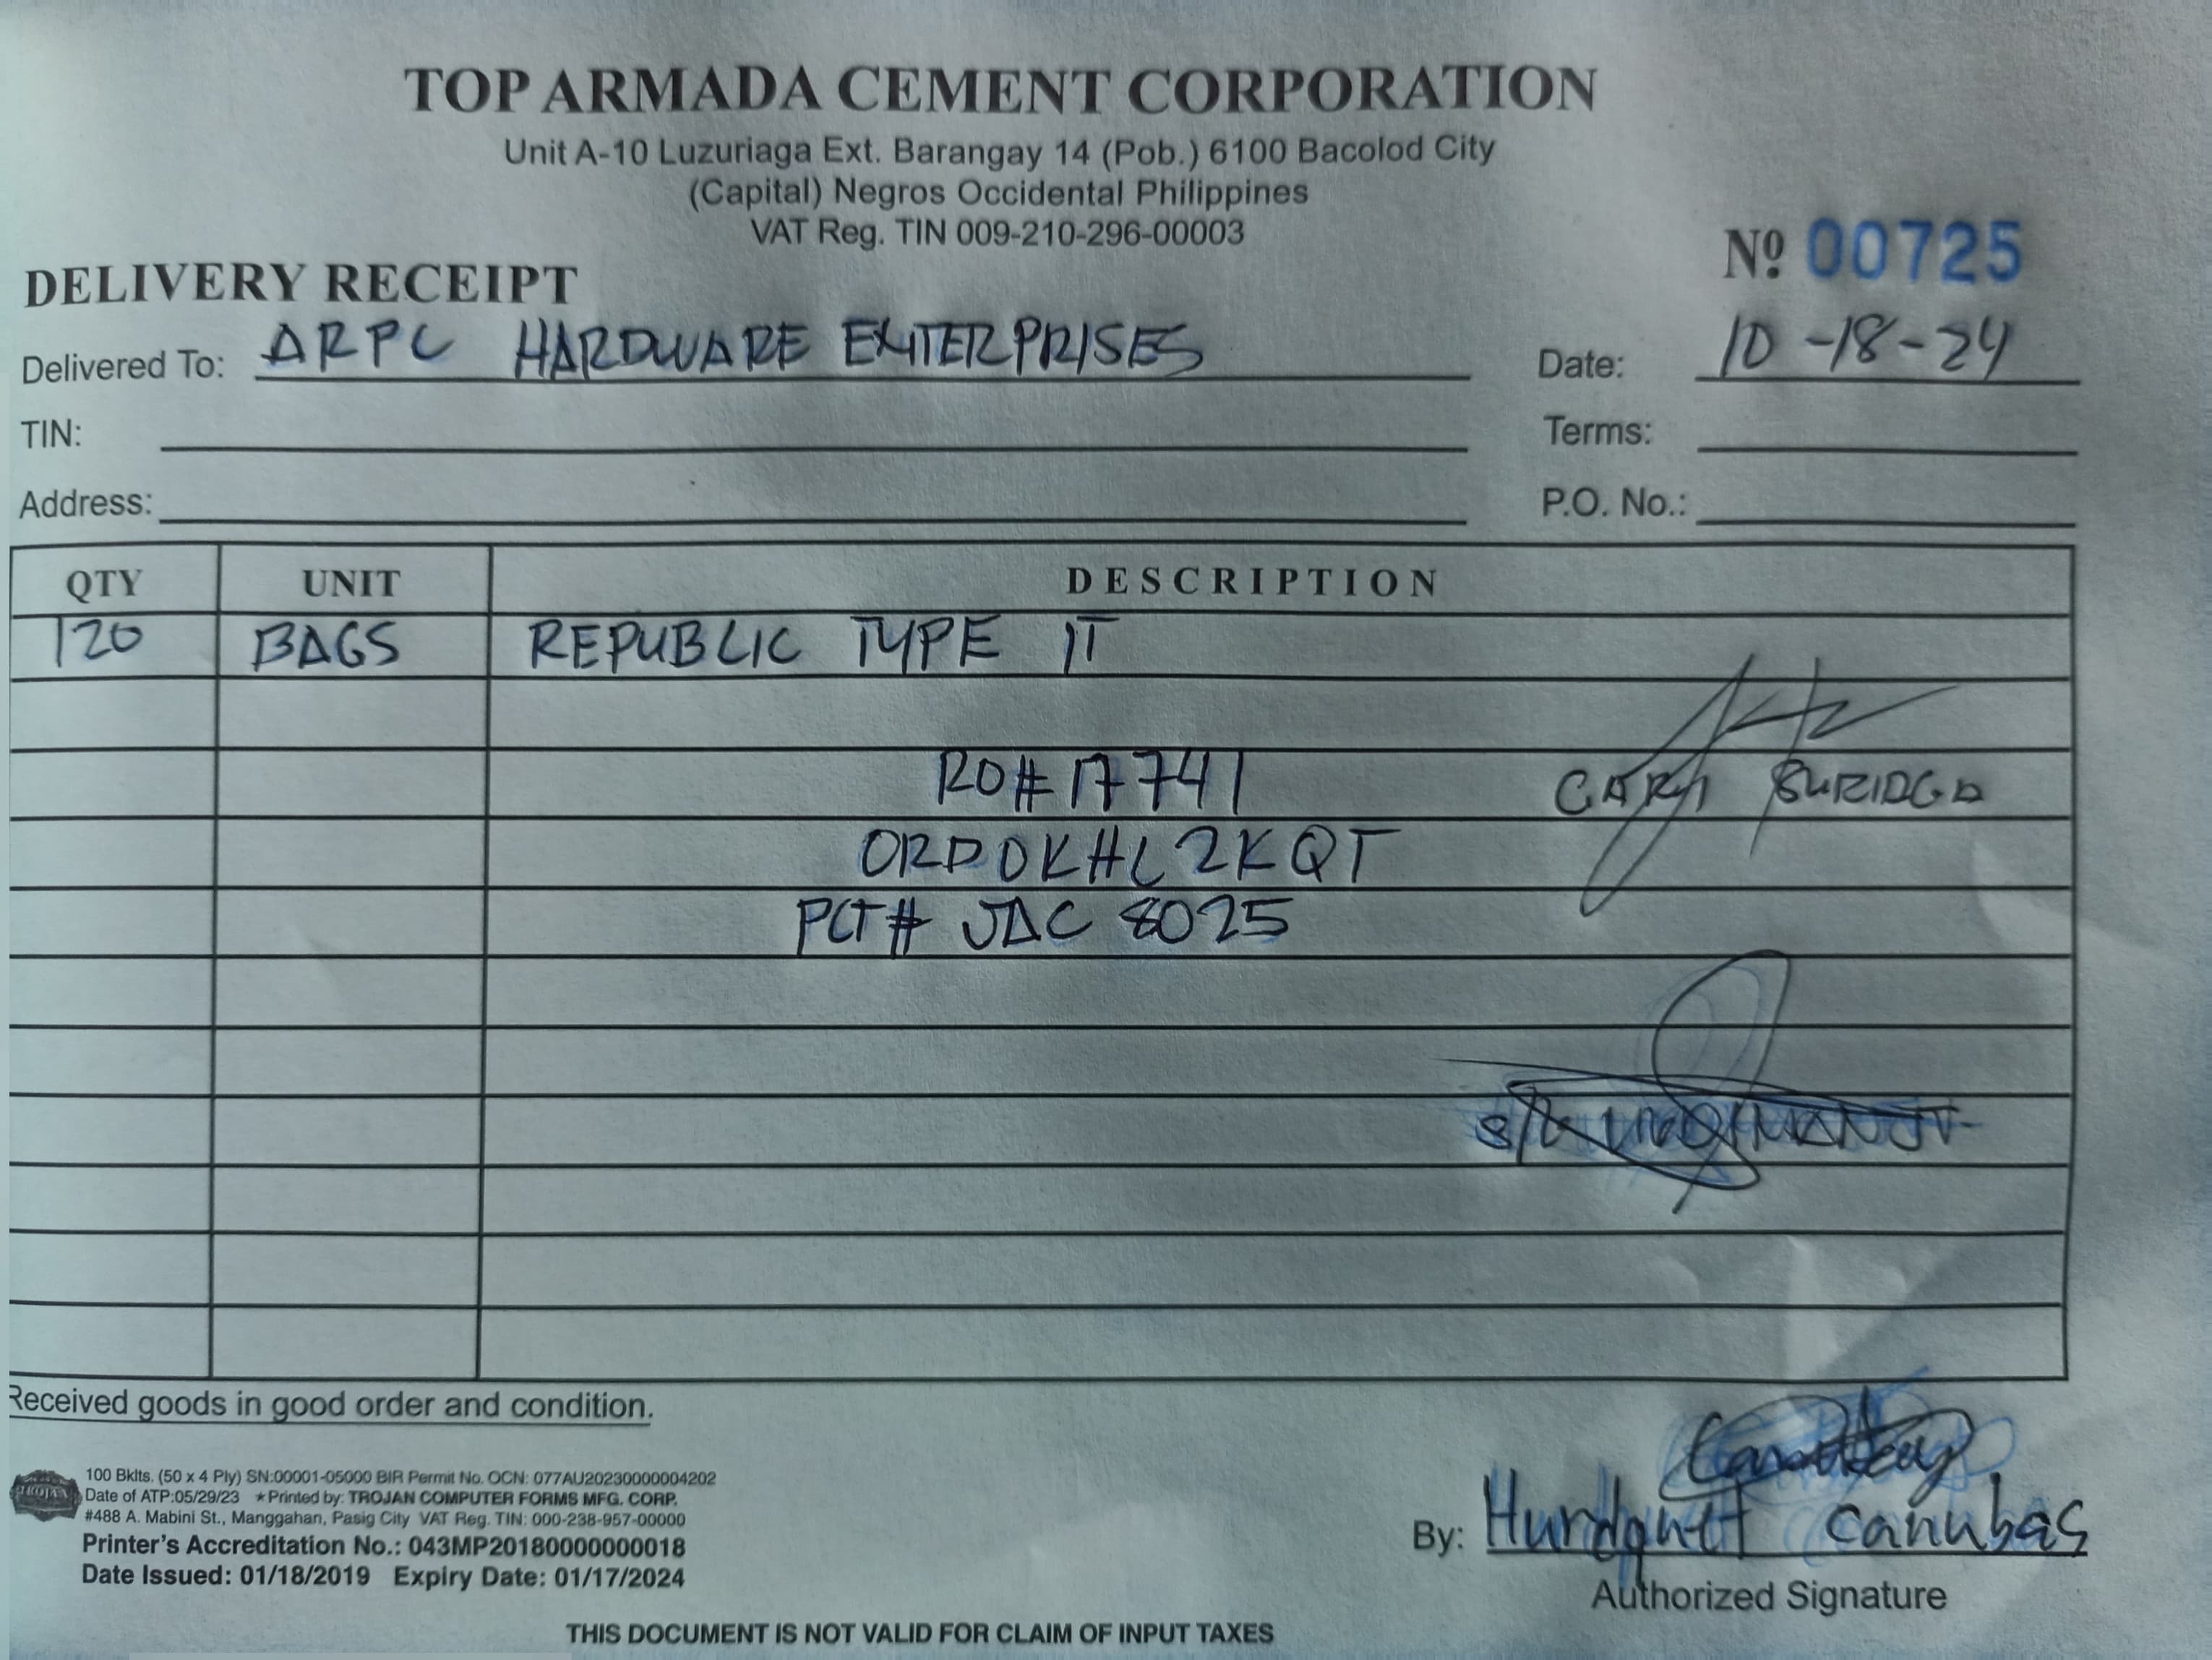 TOP ARMADA CEMENT CORPORATION
Unit A-10 Luzuriaga Ext. Barangay 14 (Pob.) 6100 Bacolod City
(Capital) Negros Occidental Philippines
VAT Reg. TIN 009-210-296-00003
Nº 00725
DELIVERY RECEIPT
Delivered To: ARPC HARDWARE ENTERPRISES
Date: 10-18-24
TIN:
Terms:
Address:
P.O. No.:
QTY UNIT DESCRIPTION
120 BAGS REPUBLIC TYPE 1T
RO#17741
ORDOKHL2KQT
PLT# JAC 8025
Received goods in good order and condition.
100 Bklts. (50 x 4 Ply) SN:00001-05000 BIR Permit No. OCN: 077AU20230000004202
Date of ATP:05/29/23 ★Printed by: TROJAN COMPUTER FORMS MFG. CORP.
#488 A. Mabini St., Manggahan, Pasig City VAT Reg. TIN: 000-238-957-00000
Printer's Accreditation No.: 043MP20180000000018
Date Issued: 01/18/2019 Expiry Date: 01/17/2024
By: Canubas
Authorized Signature
THIS DOCUMENT IS NOT VALID FOR CLAIM OF INPUT TAXES